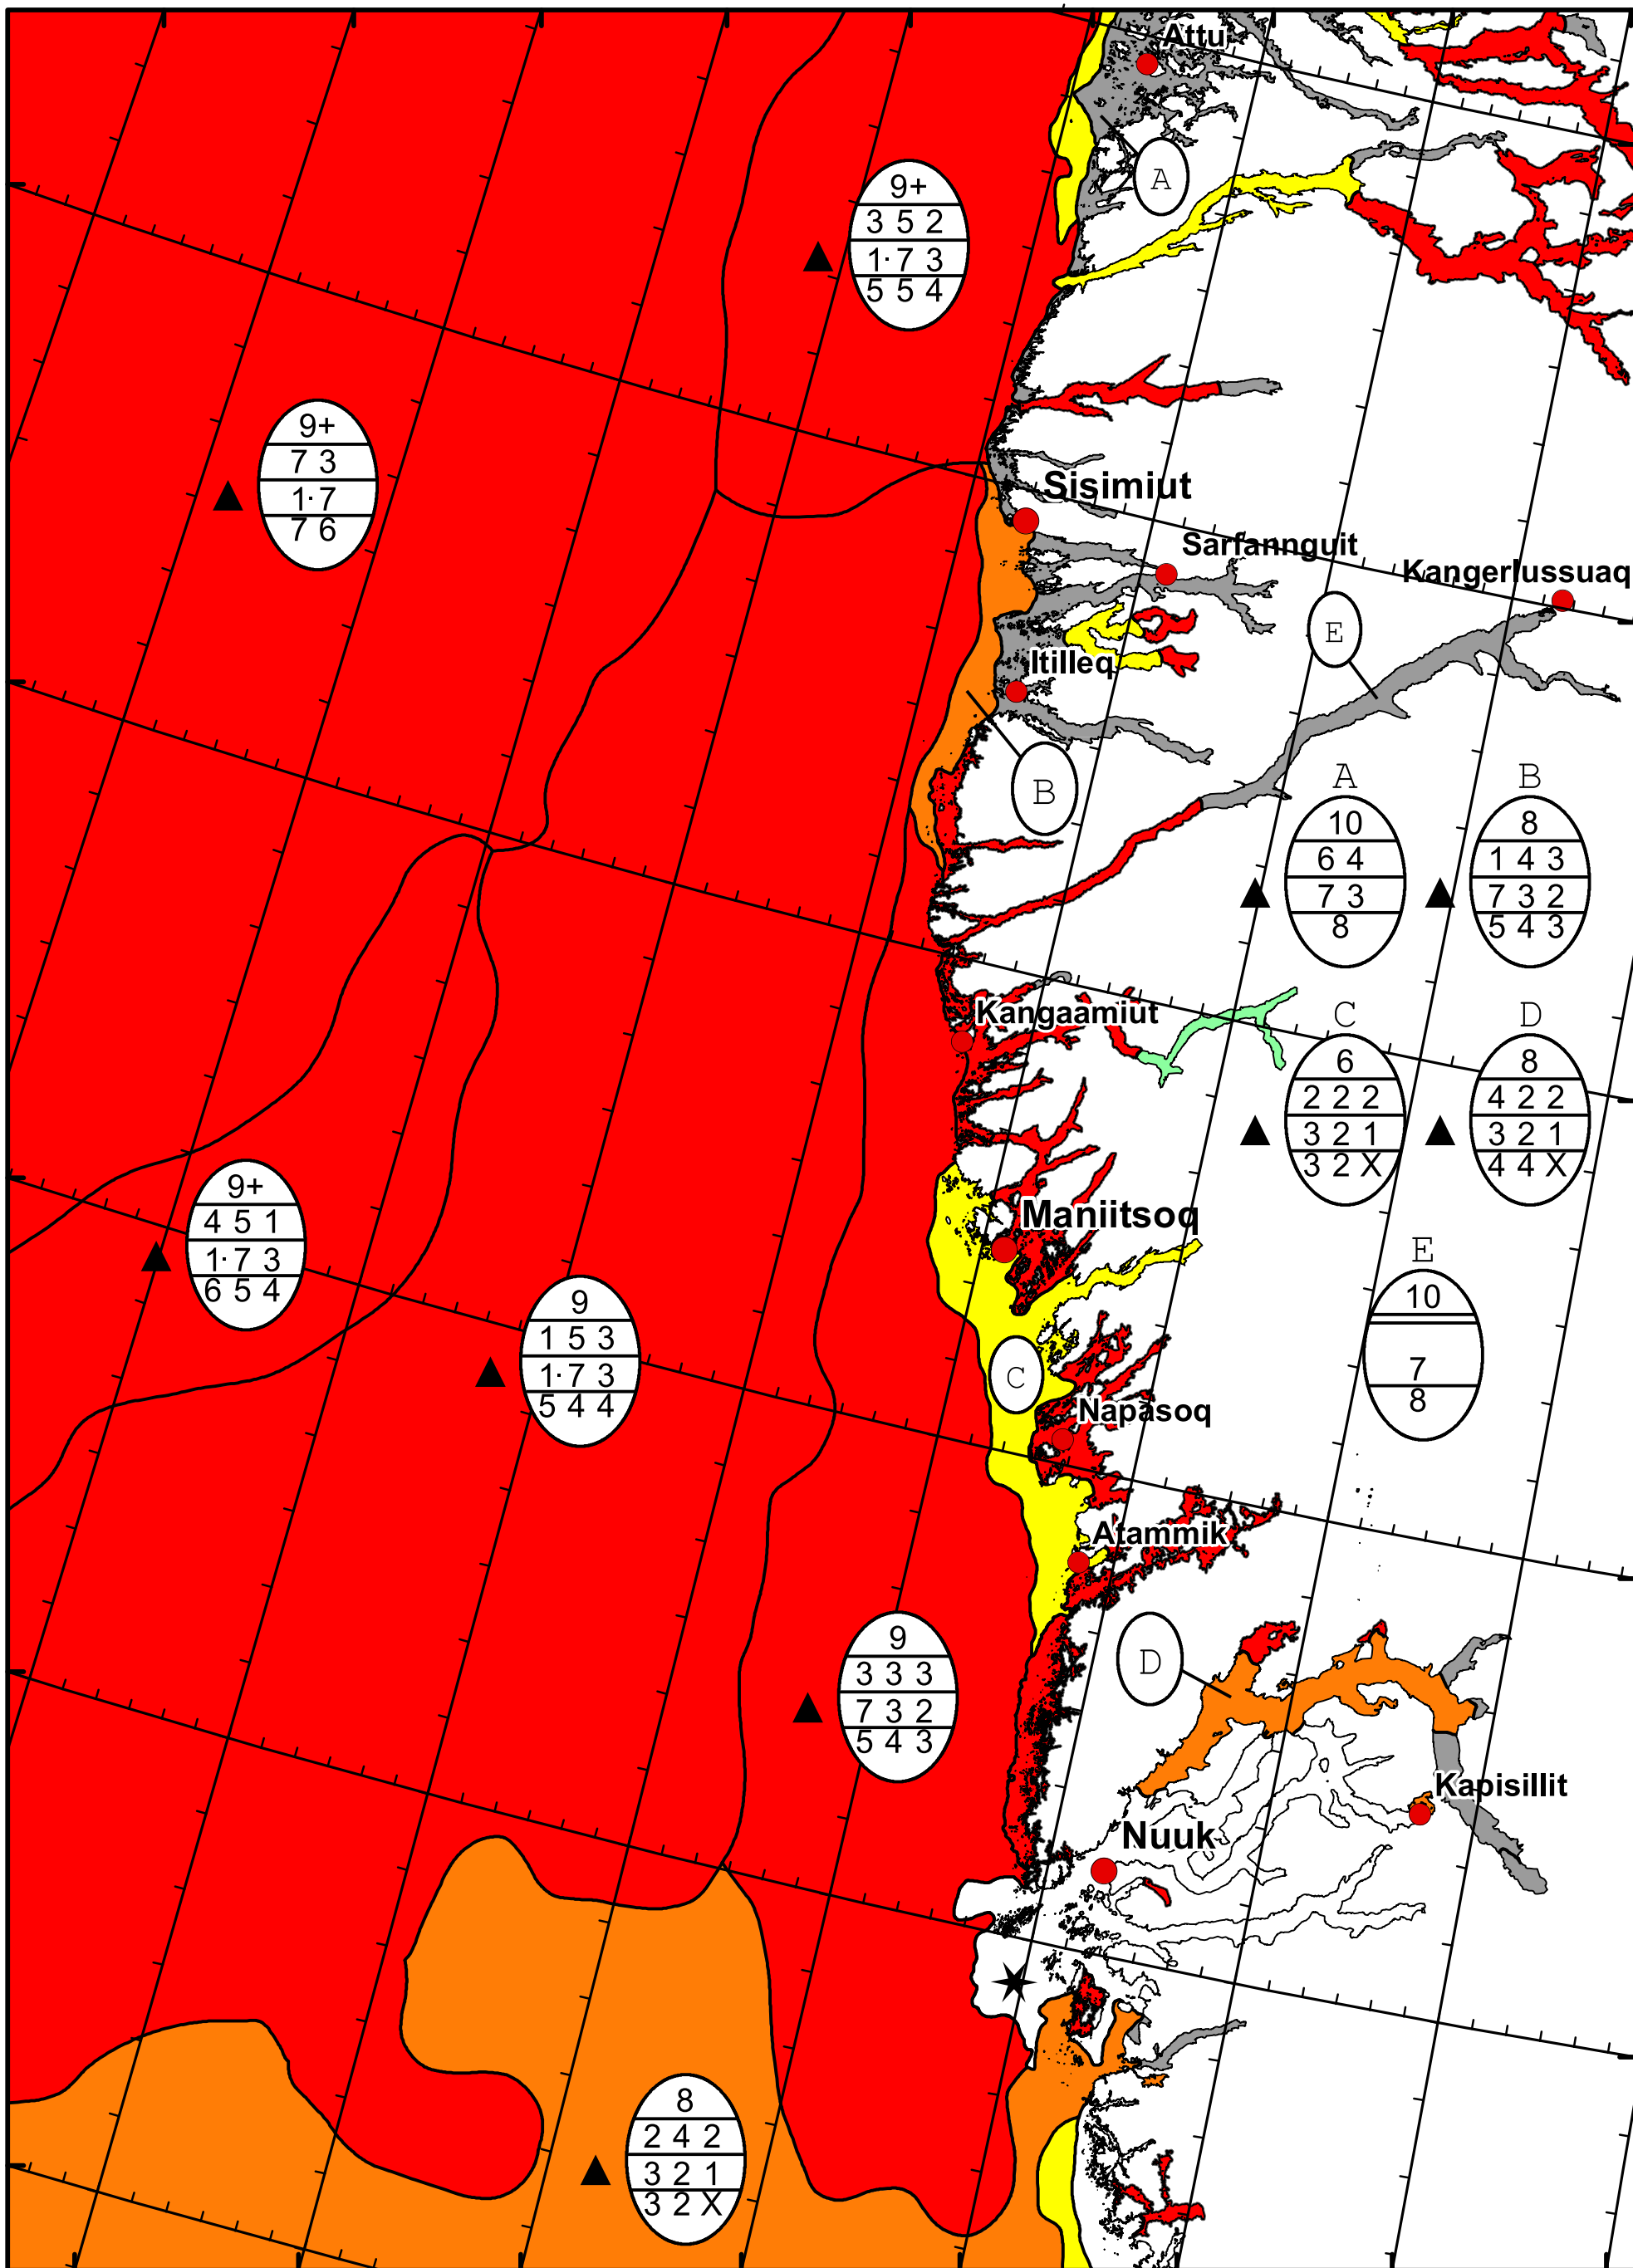 Attu
A
9+
3 5 2
1· 7 3
5 5 4
9+
7 3
1· 7
7 6
Sisimiut
Sarfannguit
Kangerlussuaq
E
Itilleq
B
A
10
6 4
7 3
8
B
8
1 4 3
7 3 2
5 4 3
Kangaamiut
C
6
2 2 2
3 2 1
3 2 X
D
8
4 2 2
3 2 1
4 4 X
9+
4 5 1
1· 7 3
6 5 4
Maniitsoq
E
10
7
8
9
1 5 3
1· 7 3
5 4 4
C
Napasoq
Atammik
9
3 3 3
7 3 2
5 4 3
D
Kapisillit
Nuuk
8
2 4 2
3 2 1
3 2 X